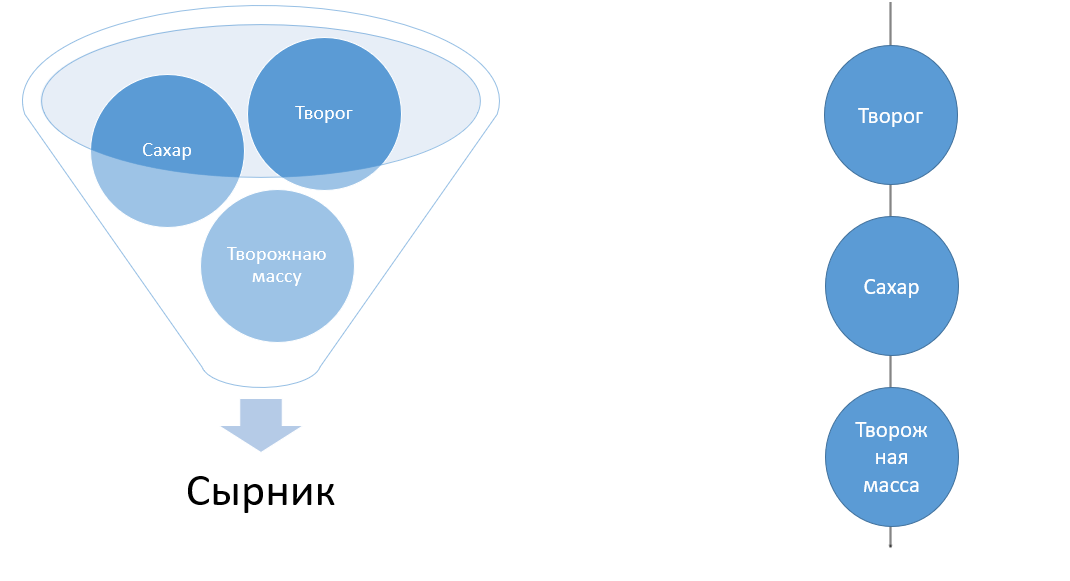 Творог
Сахар
Творожнаю
массу
Сырник
Творог
Сахар
Творож
ная
масса